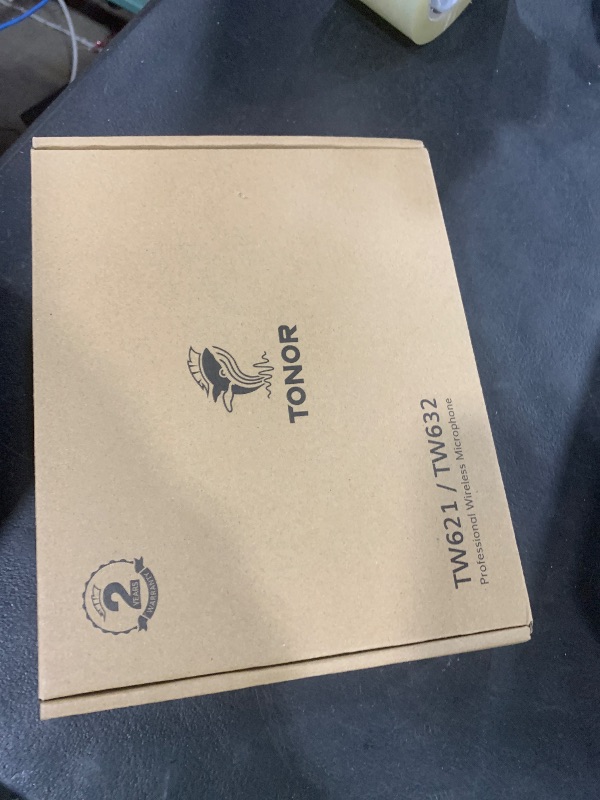 TONOR
TW621 / TW632
Professional Wireless Microphone
2
YEARS
WARRANTY